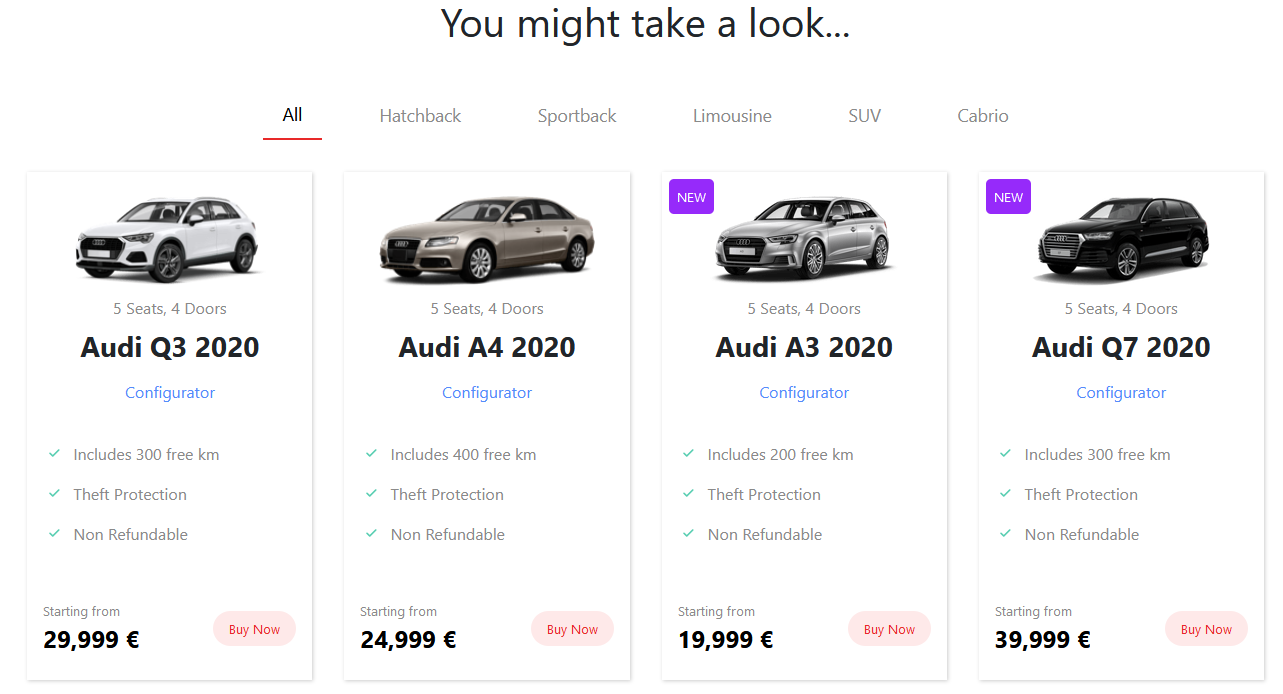 You might take a look...
All
Hatchback
Sportback
Limousine
SUV
Cabrio
5 Seats, 4 Doors
Audi Q3 2020
Configurator
Includes 300 free km
Theft Protection
Non Refundable
Starting from
29,999 €
Buy Now
5 Seats, 4 Doors
Audi A4 2020
Configurator
Includes 400 free km
Theft Protection
Non Refundable
Starting from
24,999 €
Buy Now
NEW
5 Seats, 4 Doors
Audi A3 2020
Configurator
Includes 200 free km
Theft Protection
Non Refundable
Starting from
19,999 €
Buy Now
NEW
5 Seats, 4 Doors
Audi Q7 2020
Configurator
Includes 300 free km
Theft Protection
Non Refundable
Starting from
39,999 €
Buy Now